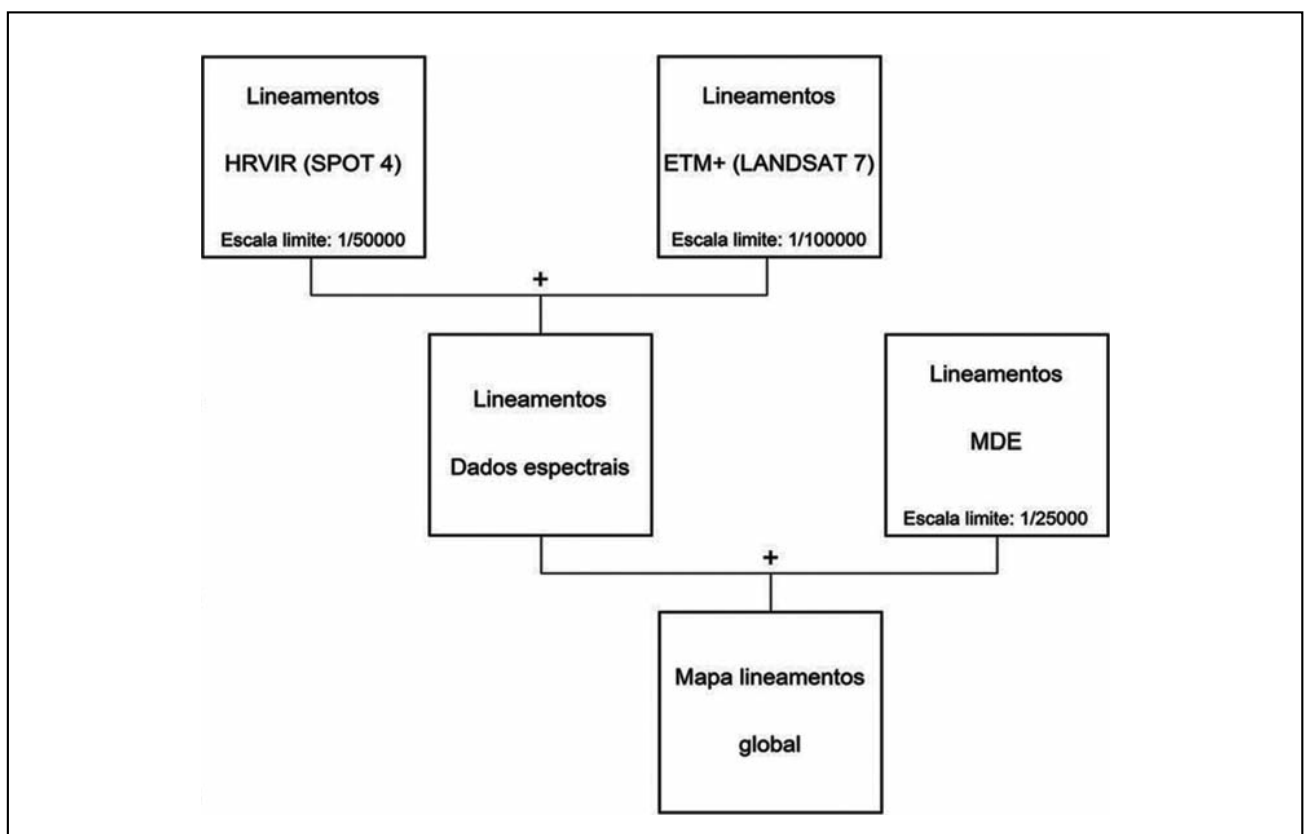 Lineamentos
HRVIR (SPOT 4)
Escala limite: 1/50000
Lineamentos
ETM+ (LANDSAT 7)
Escala limite: 1/100000
+
Lineamentos
Dados espectrais
Lineamentos
MDE
Escala limite: 1/25000
+
Mapa lineamentos
global